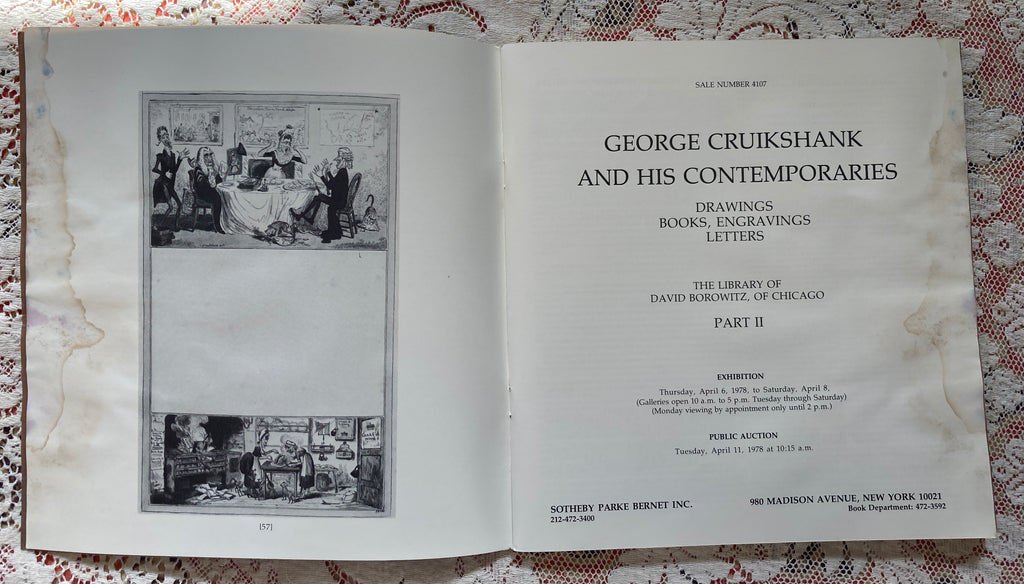 [57]
SALE NUMBER 4107
GEORGE CRUIKSHANK
AND HIS CONTEMPORARIES
DRAWINGS
BOOKS, ENGRAVINGS
LETTERS
THE LIBRARY OF
DAVID BOROWITZ, OF CHICAGO
PART II
EXHIBITION
Thursday, April 6, 1978, to Saturday, April 8,
(Galleries open 10 a.m. to 5 p.m. Tuesday through Saturday)
(Monday viewing by appointment only until 2 p.m.)
PUBLIC AUCTION
Tuesday, April 11, 1978 at 10:15 a.m.
SOTHEBY PARKE BERNET INC.
212-472-3400
980 MADISON AVENUE, NEW YORK 10021
Book Department: 472-3592